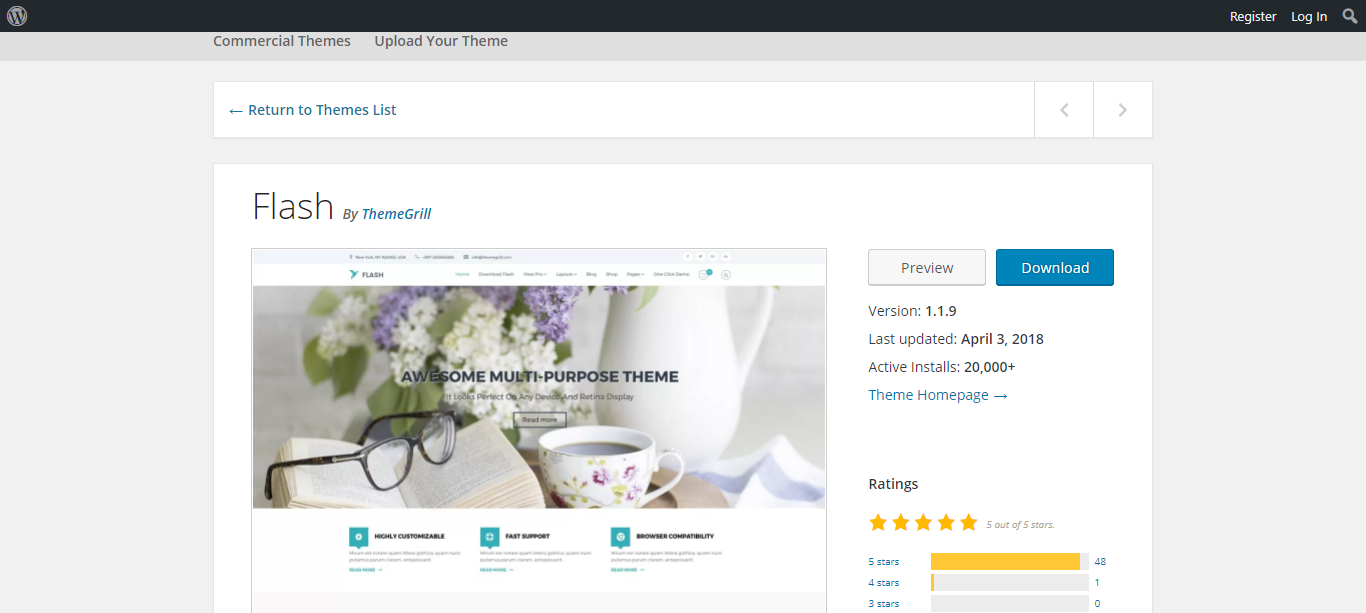 Register Log In
Commercial Themes Upload Your Theme
← Return to Themes List
Flash By ThemeGrill
Preview Download
Version: 1.1.9
Last updated: April 3, 2018
Active Installs: 20,000+
Theme Homepage →
FLASH
Home Download Flash View Pro Layouts Blog Shop Pages One Click Demo
AWESOME MULTI-PURPOSE THEME
It Looks Perfect On Any Device And Retina Display
Read more
HIGHLY CUSTOMIZABLE FAST SUPPORT BROWSER COMPATIBILITY
READ MORE READ MORE READ MORE
Ratings
5 out of 5 stars.
5 stars 48
4 stars 1
3 stars 0